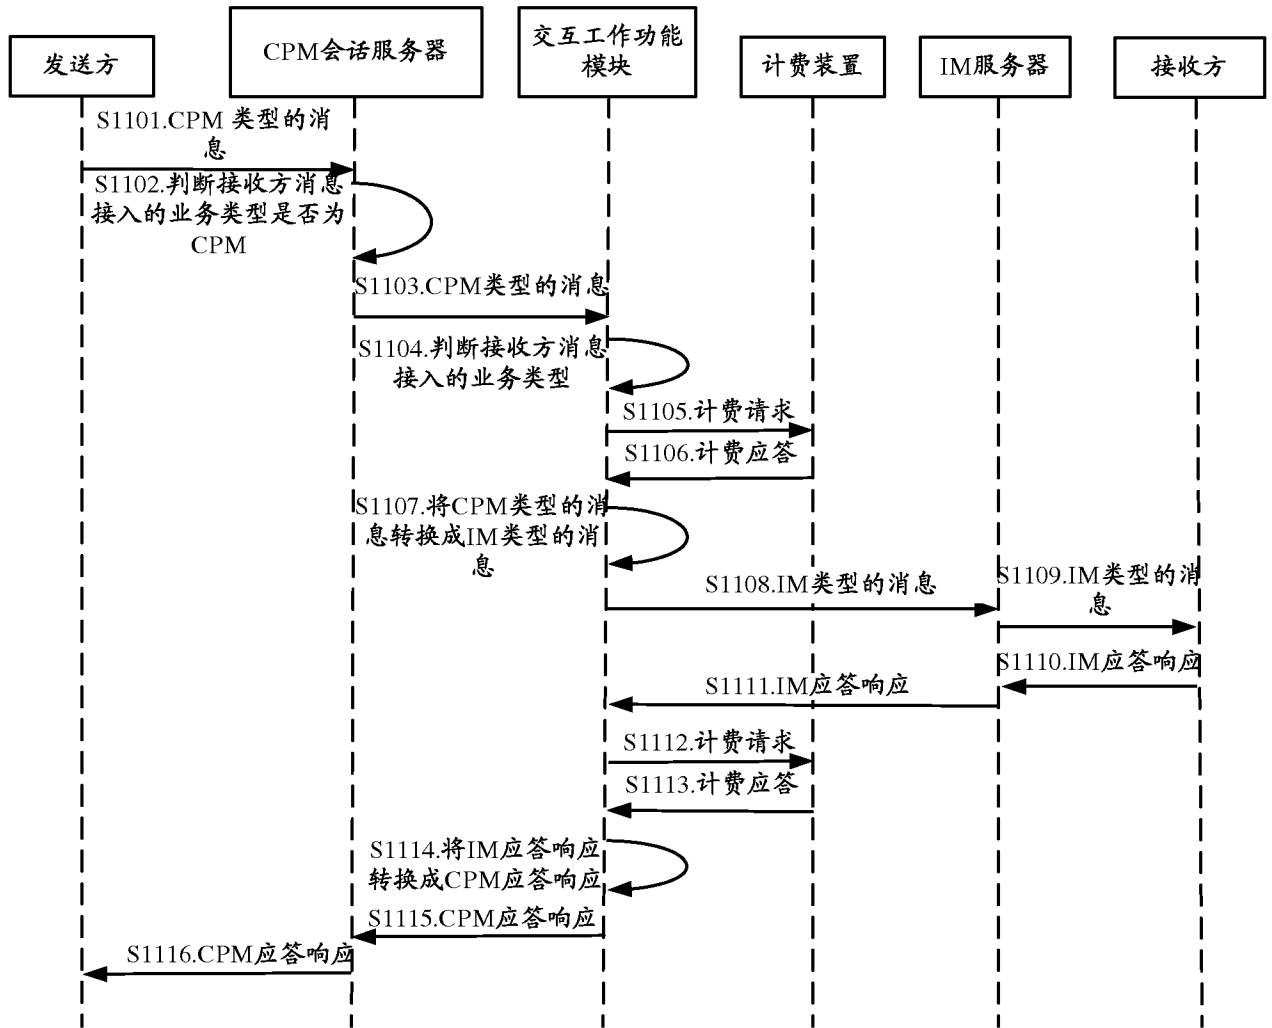 发送方
CPM会话服务器
交互工作功能
模块
计费装置
IM服务器
接收方
S1101.CPM 类型的消
息
S1102.判断接收方消息
接入的业务类型是否为
CPM
S1103.CPM类型的消息
S1104.判断接收方消息
接入的业务类型
S1105.计费请求
S1106.计费应答
S1107.将CPM类型的消
息转换成IM类型的消
息
S1108.IM类型的消息
S1109.IM类型的消
息
S1110.IM应答响应
S1111.IM应答响应
S1112.计费请求
S1113.计费应答
S1114.将IM应答响应
转换成CPM应答响应
S1115.CPM应答响应
S1116.CPM应答响应